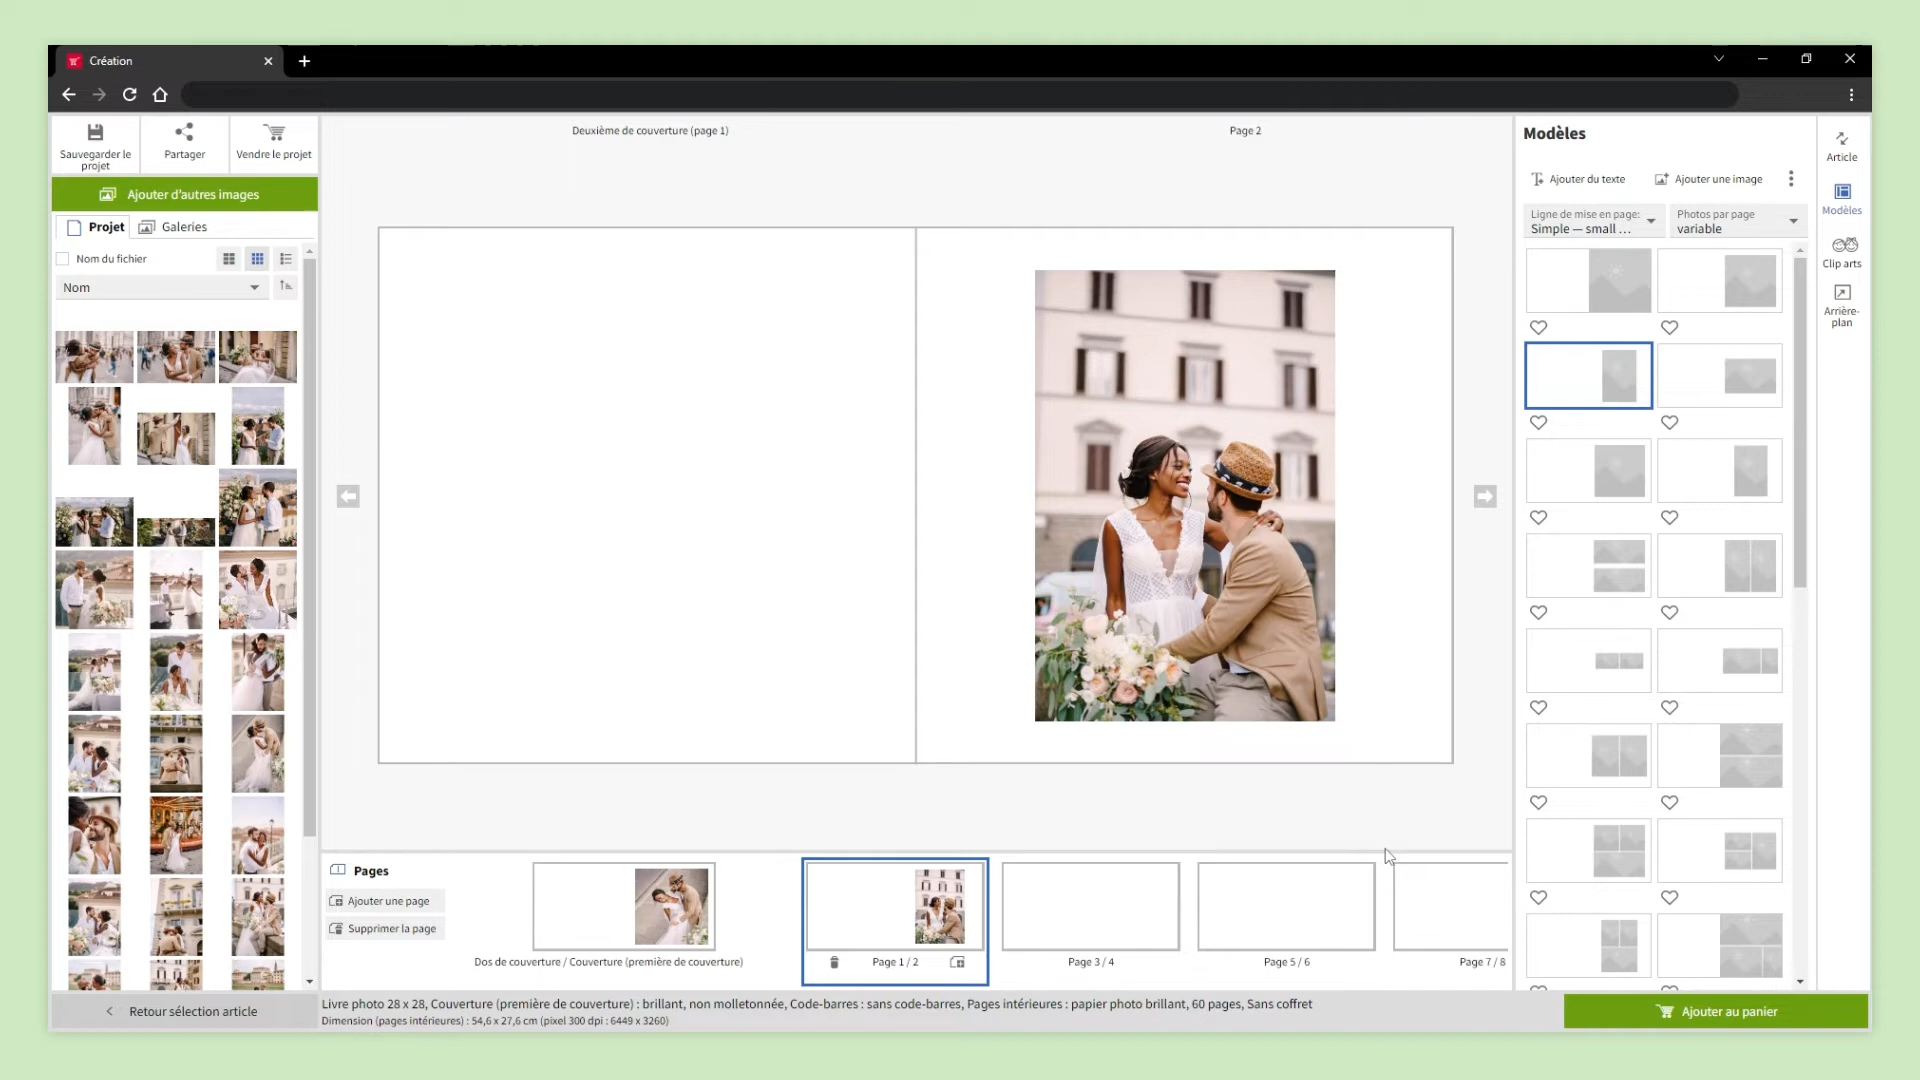 Création
Sauvegarder le
projet
Partager
Vendre le projet
Ajouter d'autres images
Projet
Galeries
Nom du fichier
Nom
Deuxième de couverture (page 1)
Page 2
Modèles
Ajouter du texte
Ajouter une image
Ligne de mise en page:
Simple — small ...
Photos par page
variable
Article
Modèles
Clip arts
Arrière-
plan
Pages
Ajouter une page
Supprimer la page
Dos de couverture / Couverture (première de couverture)
Page 1 / 2
Page 3 / 4
Page 5 / 6
Page 7 / 8
Retour sélection article
Livre photo 28 x 28, Couverture (première de couverture) : brillant, non molletonnée, Code-barres : sans code-barres, Pages intérieures : papier photo brillant, 60 pages, Sans coffret
Dimension (pages intérieures) : 54,6 x 27,6 cm (pixel 300 dpi : 6449 x 3260)
Ajouter au panier